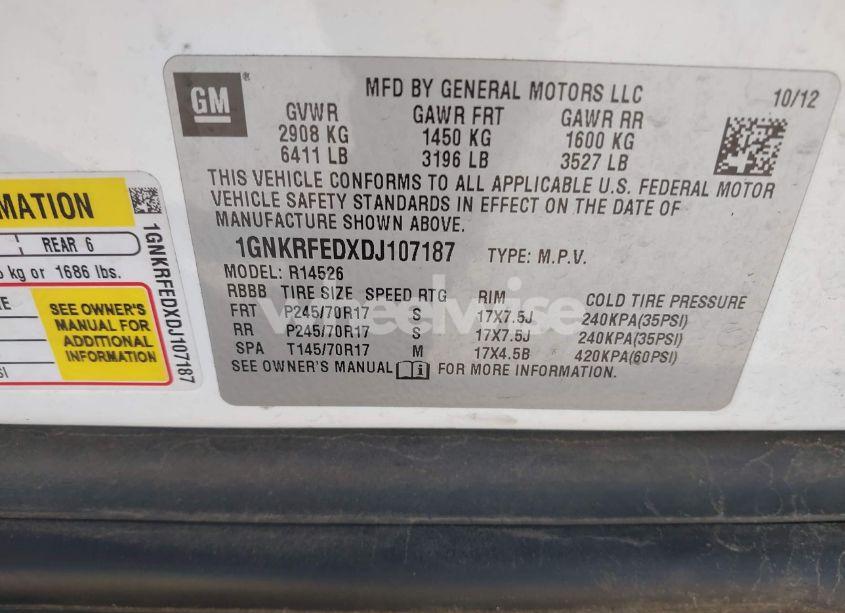 GM
®
MFD BY GENERAL MOTORS LLC
10/12
GVWR GAWR FRT GAWR RR
2908 KG 1450 KG 1600 KG
6411 LB 3196 LB 3527 LB
THIS VEHICLE CONFORMS TO ALL APPLICABLE U.S. FEDERAL MOTOR
VEHICLE SAFETY STANDARDS IN EFFECT ON THE DATE OF
MANUFACTURE SHOWN ABOVE.
1GNKRFEDXDJ107187 TYPE: M.P.V.
MODEL: R14526
RBBB TIRE SIZE SPEED RTG RIM COLD TIRE PRESSURE
FRT P245/70R17 S 17X7.5J 240KPA(35PSI)
RR P245/70R17 S 17X7.5J 240KPA(35PSI)
SPA T145/70R17 M 17X4.5B 420KPA(60PSI)
SEE OWNER'S MANUAL FOR MORE INFORMATION.
MATION
REAR 6
kg or 1686 lbs.
SEE OWNER'S
MANUAL FOR
ADDITIONAL
INFORMATION
1GNKRFEDXDJ107187
wheelwise